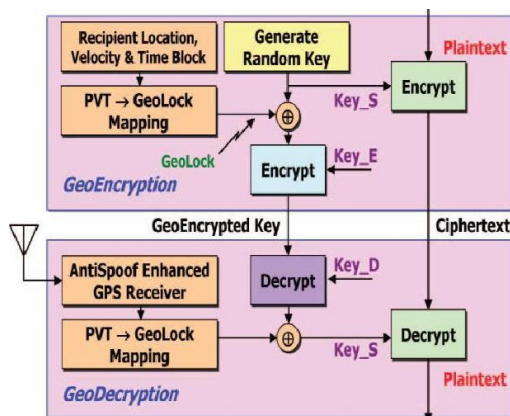 Recipient Location,
Velocity & Time Block
Generate
Random Key
Plaintext
PVT → GeoLock
Mapping
⊕
Key_S
Encrypt
GeoLock
Encrypt
Key_E
GeoEncryption
GeoEncrypted Key
Ciphertext
AntiSpoof Enhanced
GPS Receiver
Decrypt
Key_D
PVT → GeoLock
Mapping
⊕
Key_S
Decrypt
GeoDecryption
Plaintext